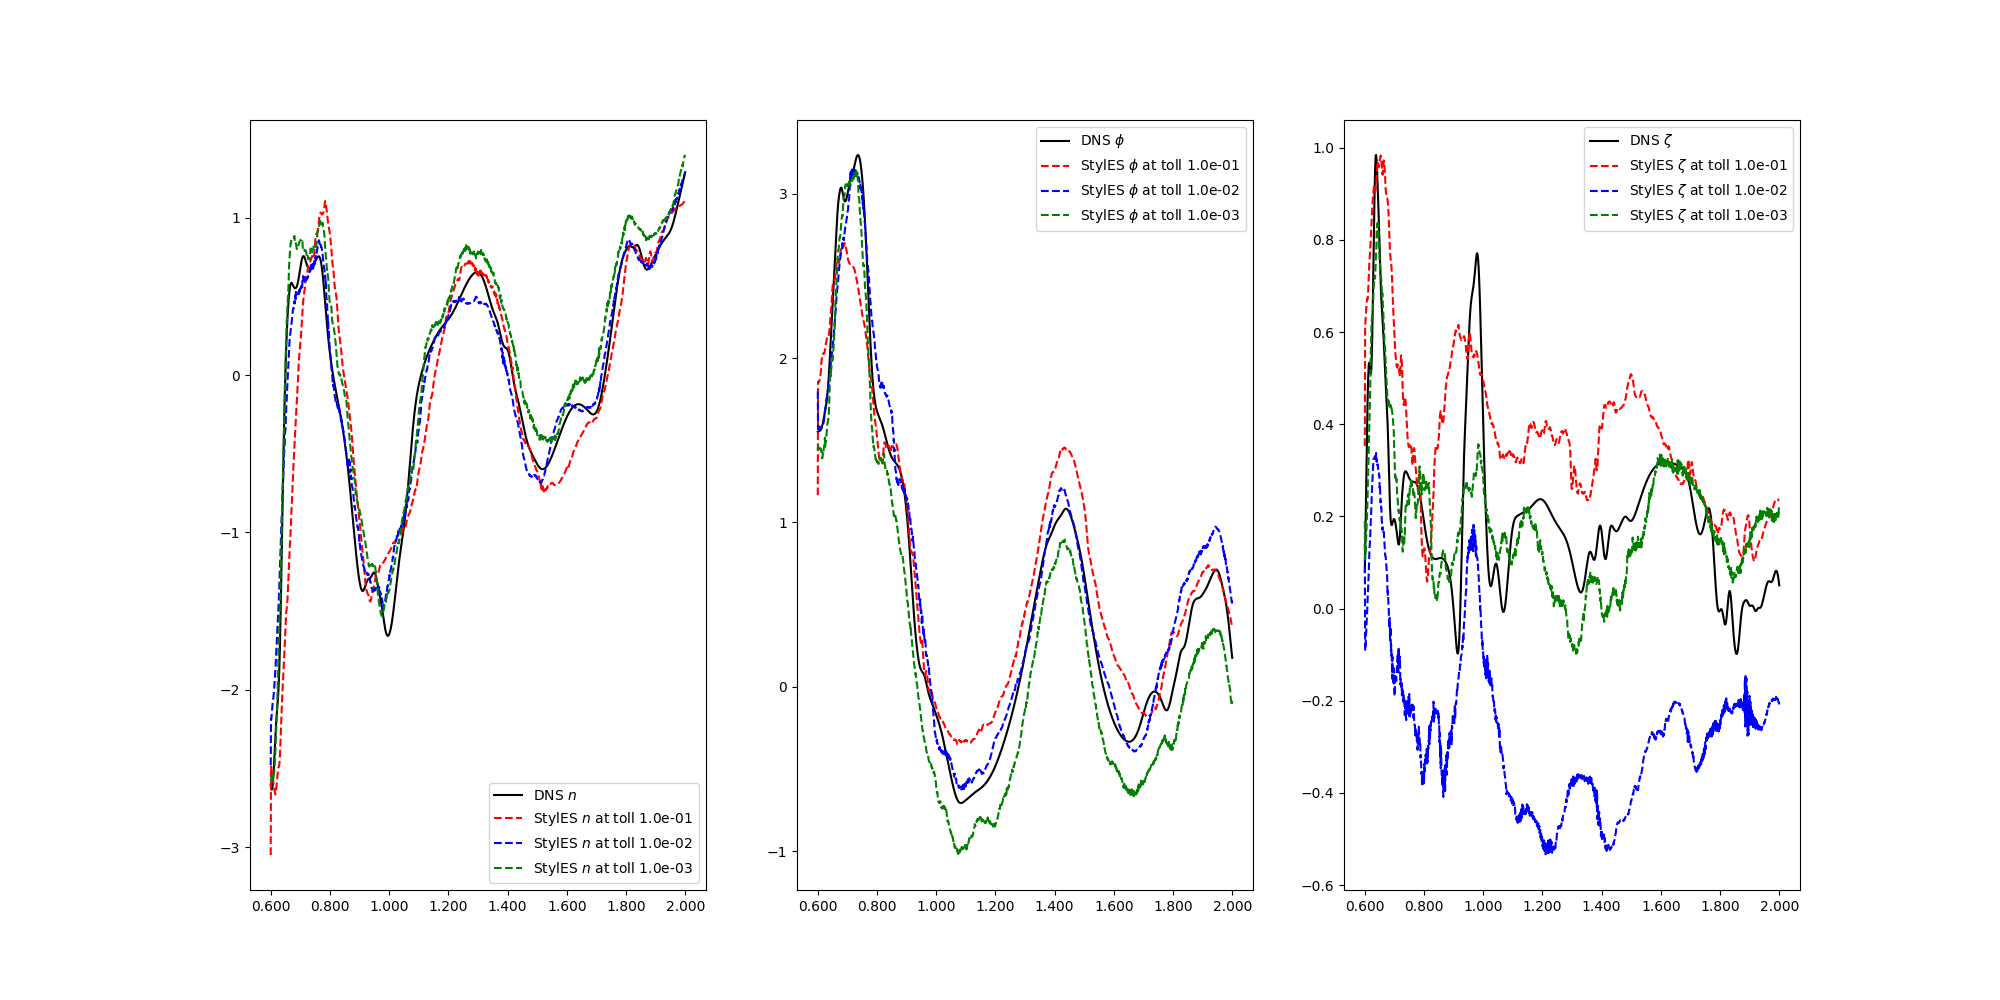 1
0
−1
−2
−3
0.600 0.800 1.000 1.200 1.400 1.600 1.800 2.000
DNS n
StylES n at toll 1.0e-01
StylES n at toll 1.0e-02
StylES n at toll 1.0e-03
3
2
1
0
−1
0.600 0.800 1.000 1.200 1.400 1.600 1.800 2.000
DNS ϕ
StylES ϕ at toll 1.0e-01
StylES ϕ at toll 1.0e-02
StylES ϕ at toll 1.0e-03
1.0
0.8
0.6
0.4
0.2
0.0
−0.2
−0.4
−0.6
0.600 0.800 1.000 1.200 1.400 1.600 1.800 2.000
DNS ζ
StylES ζ at toll 1.0e-01
StylES ζ at toll 1.0e-02
StylES ζ at toll 1.0e-03